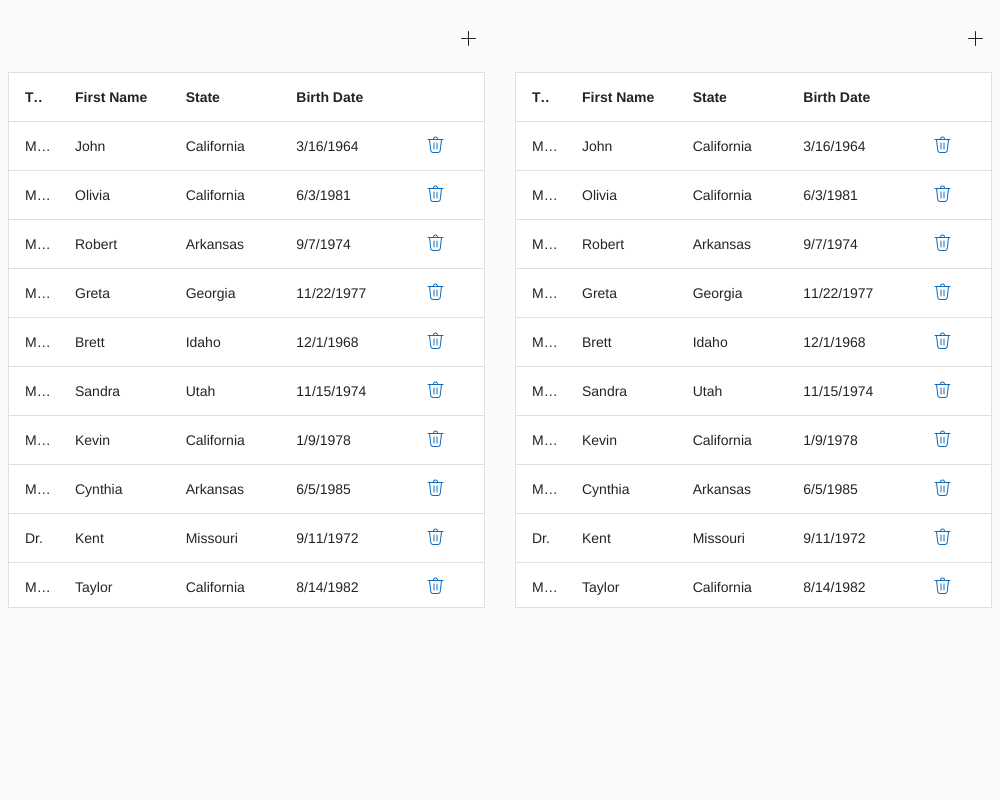 T.. First Name State Birth Date
M... John California 3/16/1964
M... Olivia California 6/3/1981
M... Robert Arkansas 9/7/1974
M... Greta Georgia 11/22/1977
M... Brett Idaho 12/1/1968
M... Sandra Utah 11/15/1974
M... Kevin California 1/9/1978
M... Cynthia Arkansas 6/5/1985
Dr. Kent Missouri 9/11/1972
M... Taylor California 8/14/1982
T.. First Name State Birth Date
M... John California 3/16/1964
M... Olivia California 6/3/1981
M... Robert Arkansas 9/7/1974
M... Greta Georgia 11/22/1977
M... Brett Idaho 12/1/1968
M... Sandra Utah 11/15/1974
M... Kevin California 1/9/1978
M... Cynthia Arkansas 6/5/1985
Dr. Kent Missouri 9/11/1972
M... Taylor California 8/14/1982